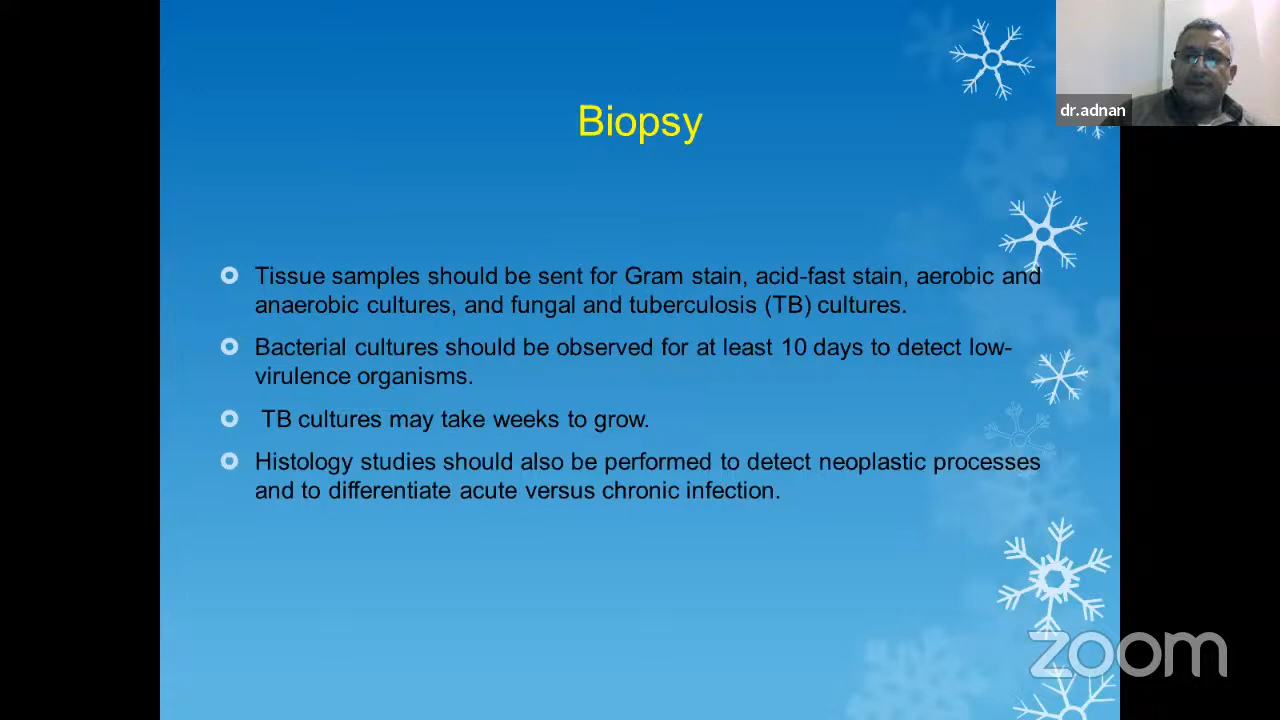 Biopsy
dr.adnan
Tissue samples should be sent for Gram stain, acid-fast stain, aerobic and
anaerobic cultures, and fungal and tuberculosis (TB) cultures.
Bacterial cultures should be observed for at least 10 days to detect low-
virulence organisms.
TB cultures may take weeks to grow.
Histology studies should also be performed to detect neoplastic processes
and to differentiate acute versus chronic infection.
zoom